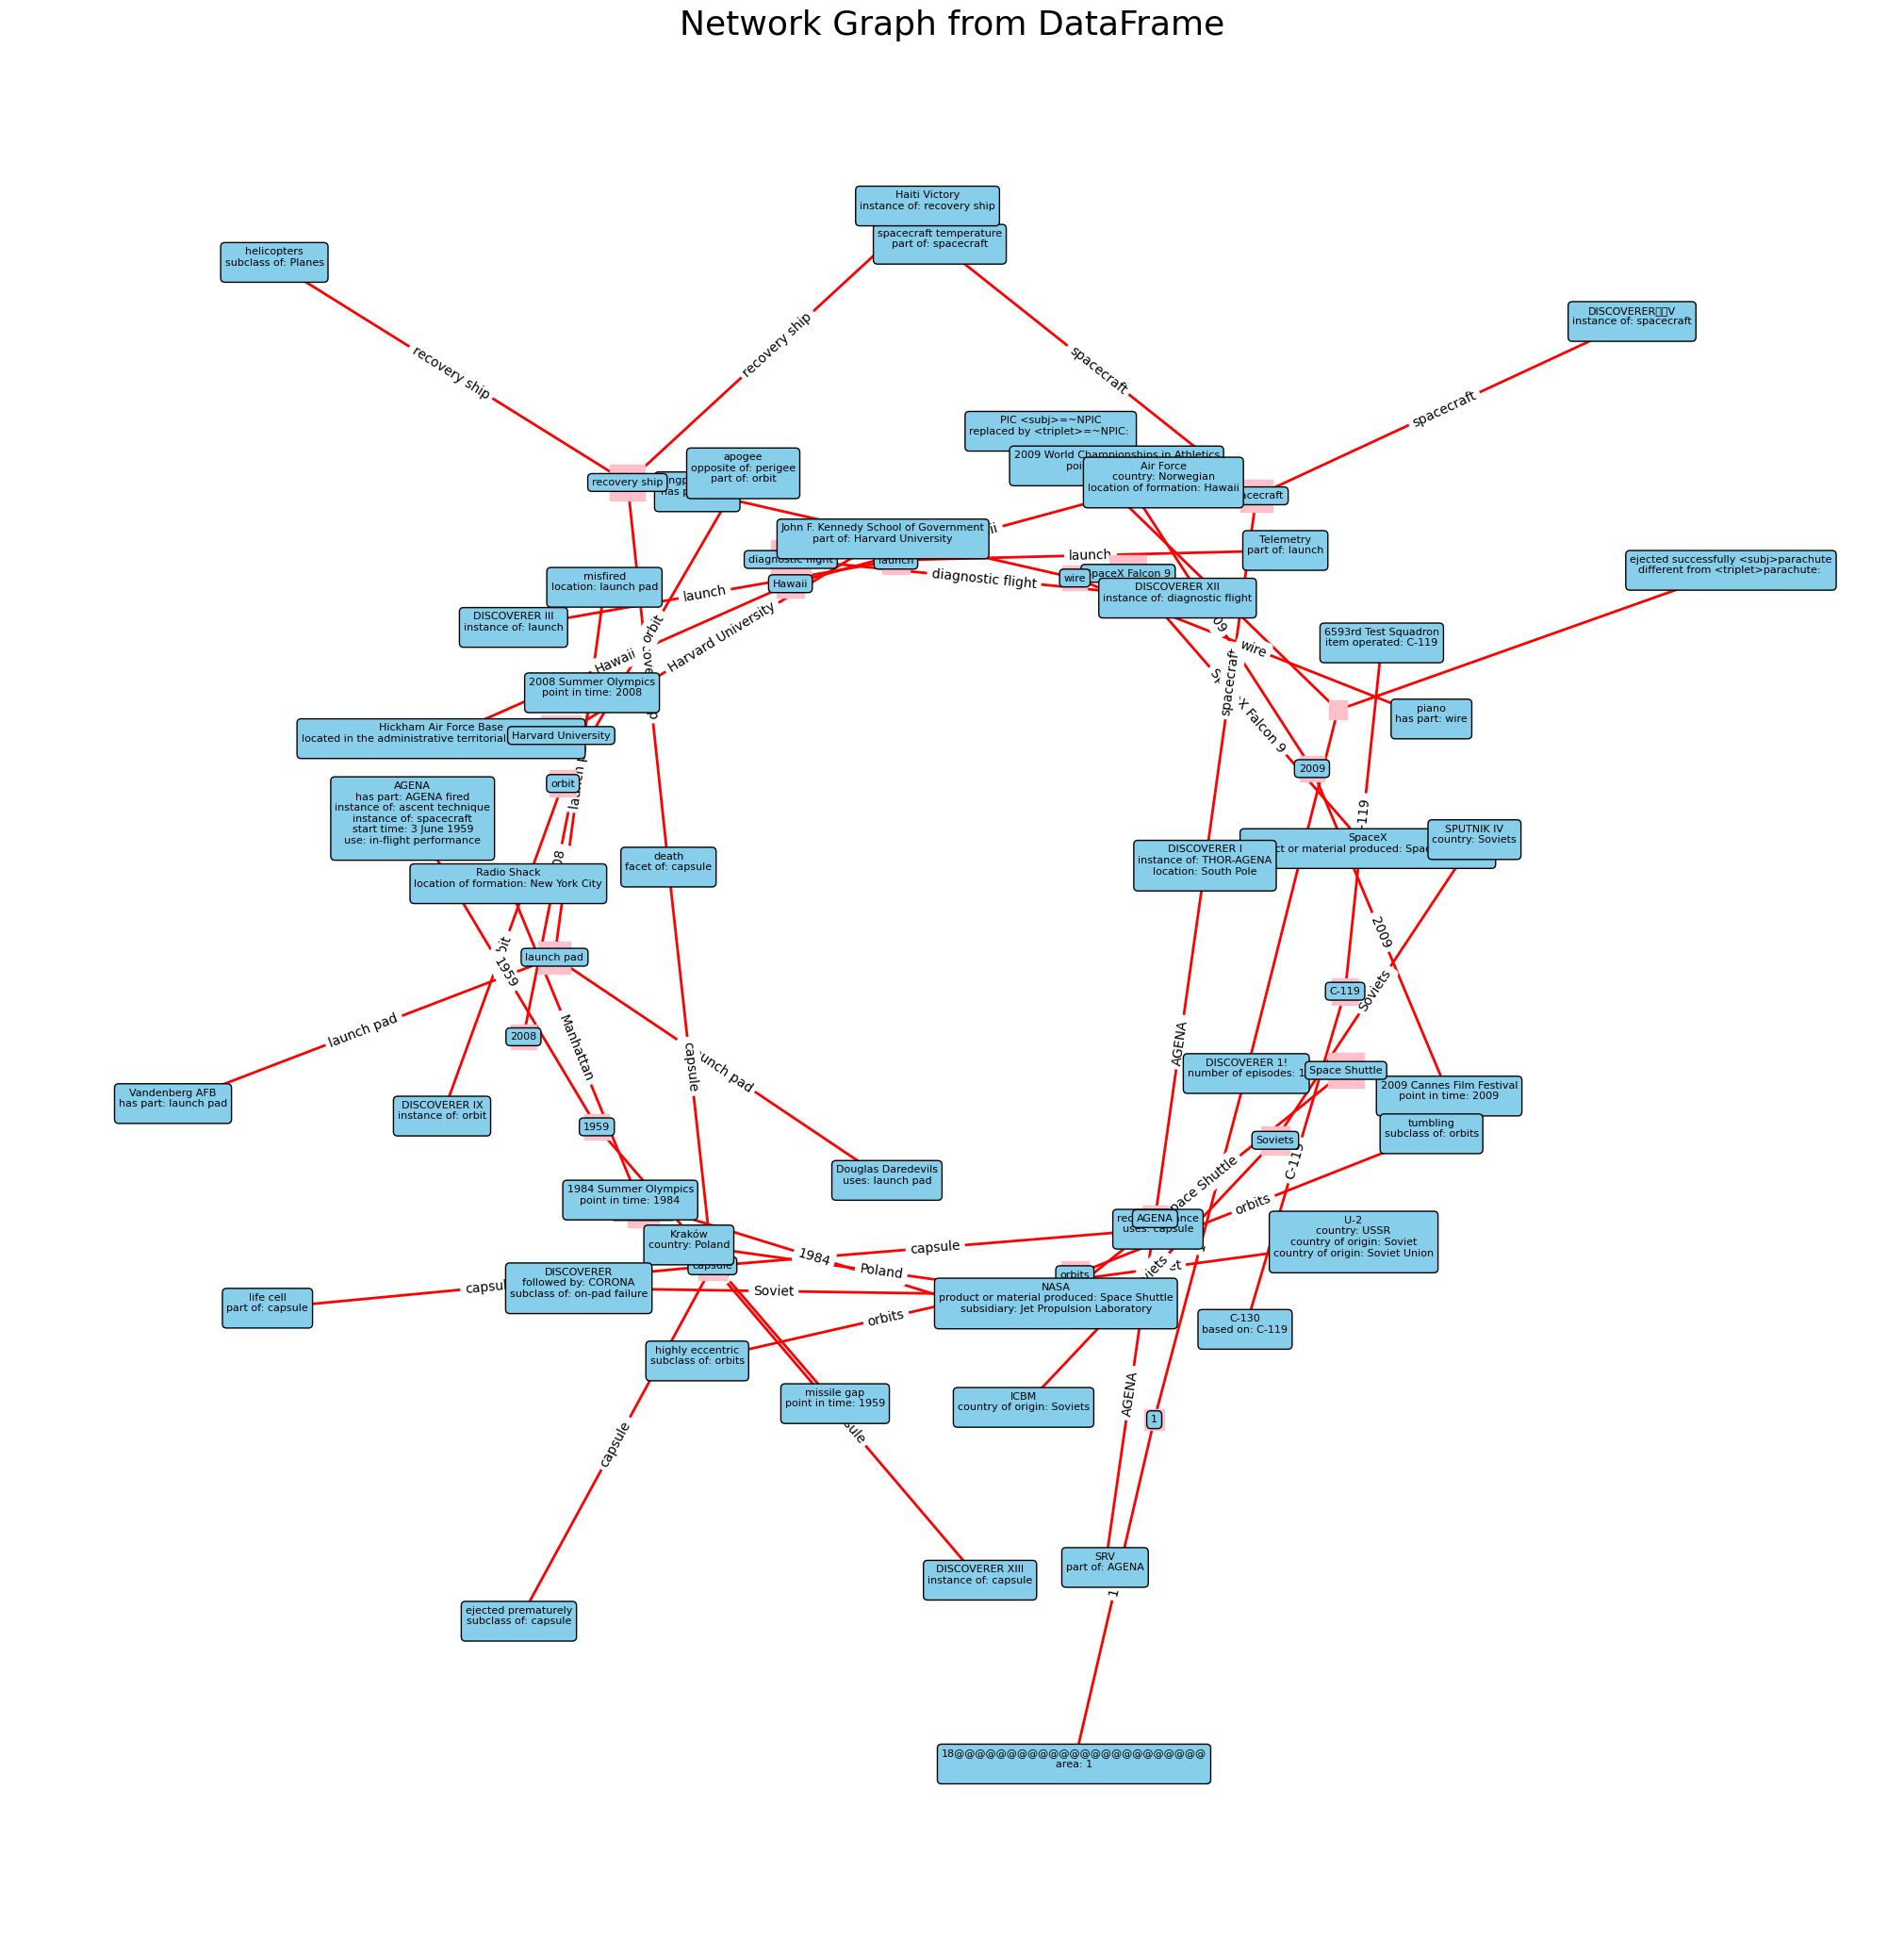 Network Graph from DataFrame
Haiti Victory
instance of: recovery ship
spacecraft temperature
part of: spacecraft
helicopters
subclass of: Planes
DISCOVERER▯▯V
instance of: spacecraft
recovery ship
recovery ship
spacecraft
spacecraft
PIC <subj>=~NPIC
replaced by <triplet>=~NPIC:
2009 World Championships in Athletics
Air Force
country: Norwegian
location of formation: Hawaii
apogee
opposite of: perigee
part of: orbit
recovery ship
John F. Kennedy School of Government
part of: Harvard University
Telemetry
part of: launch
launch
diagnostic flight
launch
Hawaii
diagnostic flight
wire
DISCOVERER XII
instance of: diagnostic flight
ejected successfully <subj>parachute
different from <triplet>parachute:
misfired
location: launch pad
launch
DISCOVERER III
instance of: launch
orbit
Harvard University
Hawaii
wire
6593rd Test Squadron
item operated: C-119
spacecraft
2008 Summer Olympics
point in time: 2008
piano
has part: wire
Hickham Air Force Base
Harvard University
2009
orbit
AGENA
has part: AGENA fired
instance of: ascent technique
instance of: spacecraft
start time: 3 June 1959
use: in-flight performance
SpaceX
SPUTNIK IV
country: Soviets
DISCOVERER I
instance of: THOR-AGENA
location: South Pole
death
facet of: capsule
Radio Shack
location of formation: New York City
2009
launch pad
1959
C-119
Soviets
launch pad
2008
Manhattan
AGENA
capsule
DISCOVERER 1!
Space Shuttle
2009 Cannes Film Festival
point in time: 2009
Vandenberg AFB
has part: launch pad
DISCOVERER IX
instance of: orbit
1959
tumbling
subclass of: orbits
Soviets
C-119
Douglas Daredevils
uses: launch pad
1984 Summer Olympics
point in time: 1984
orbits
AGENA
uses: capsule
U-2
country: USSR
country of origin: Soviet
country of origin: Soviet Union
Kraków
country: Poland
capsule
1984
Poland
capsule
orbits
DISCOVERER
followed by: CORONA
subclass of: on-pad failure
Soviet
NASA
product or material produced: Space Shuttle
subsidiary: Jet Propulsion Laboratory
life cell
part of: capsule
orbits
C-130
based on: C-119
highly eccentric
subclass of: orbits
missile gap
point in time: 1959
ICBM
country of origin: Soviets
AGENA
1
capsule
SRV
part of: AGENA
DISCOVERER XIII
instance of: capsule
1
ejected prematurely
subclass of: capsule
18@@@@@@@@@@@@@@@@@@@@@@@@
area: 1